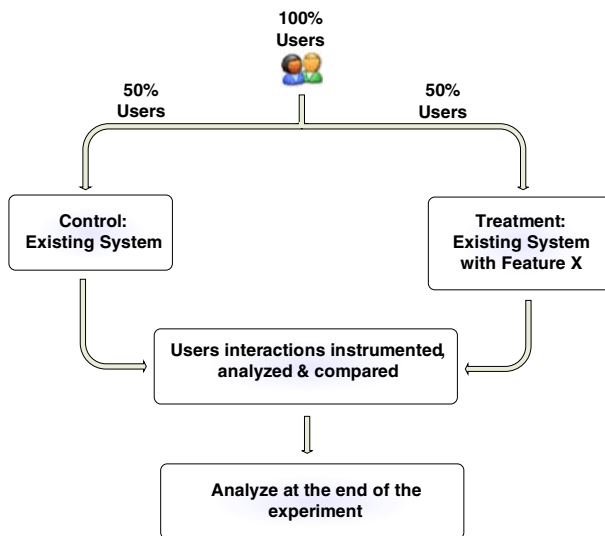 100%
Users
50%
Users
50%
Users
Control:
Existing System
Treatment:
Existing System
with Feature X
Users interactions instrumented,
analyzed & compared
Analyze at the end of the
experiment